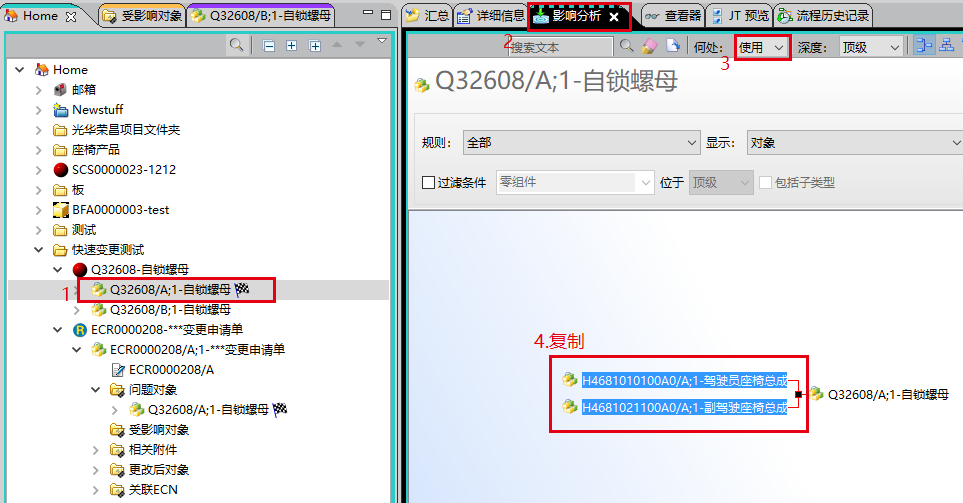 Home
受影响对象
Q32608/B;1-自锁螺母
汇总
详细信息
影响分析
查看器
JT 预览
流程历史记录
2
搜索文本
何处:
使用
深度:
顶级
3
Home
邮箱
Newstuff
光华荣昌项目文件夹
座椅产品
SCS0000023-1212
板
BFA0000003-test
测试
快速变更测试
Q32608-自锁螺母
1
Q32608/A;1-自锁螺母
Q32608/B;1-自锁螺母
ECR0000208-***变更申请单
ECR0000208/A;1-***变更申请单
ECR0000208/A
问题对象
Q32608/A;1-自锁螺母
受影响对象
相关附件
更改后对象
关联ECN
Q32608/A;1-自锁螺母
规则:
全部
显示:
对象
过滤条件
零组件
位于
顶级
包括子类型
4.复制
H4681010100A0/A;1-驾驶员座椅总成
H4681021100A0/A;1-副驾驶座椅总成
Q32608/A;1-自锁螺母